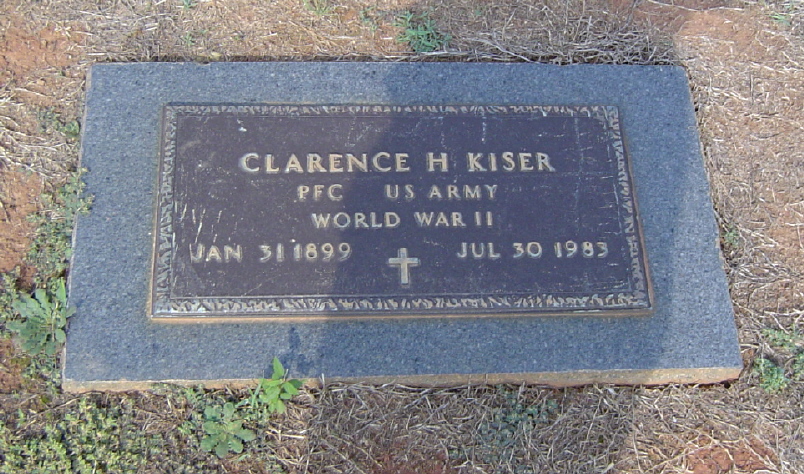 CLARENCE H KISER
PFC US ARMY
WORLD WAR II
JAN 31 1899 JUL 30 1983